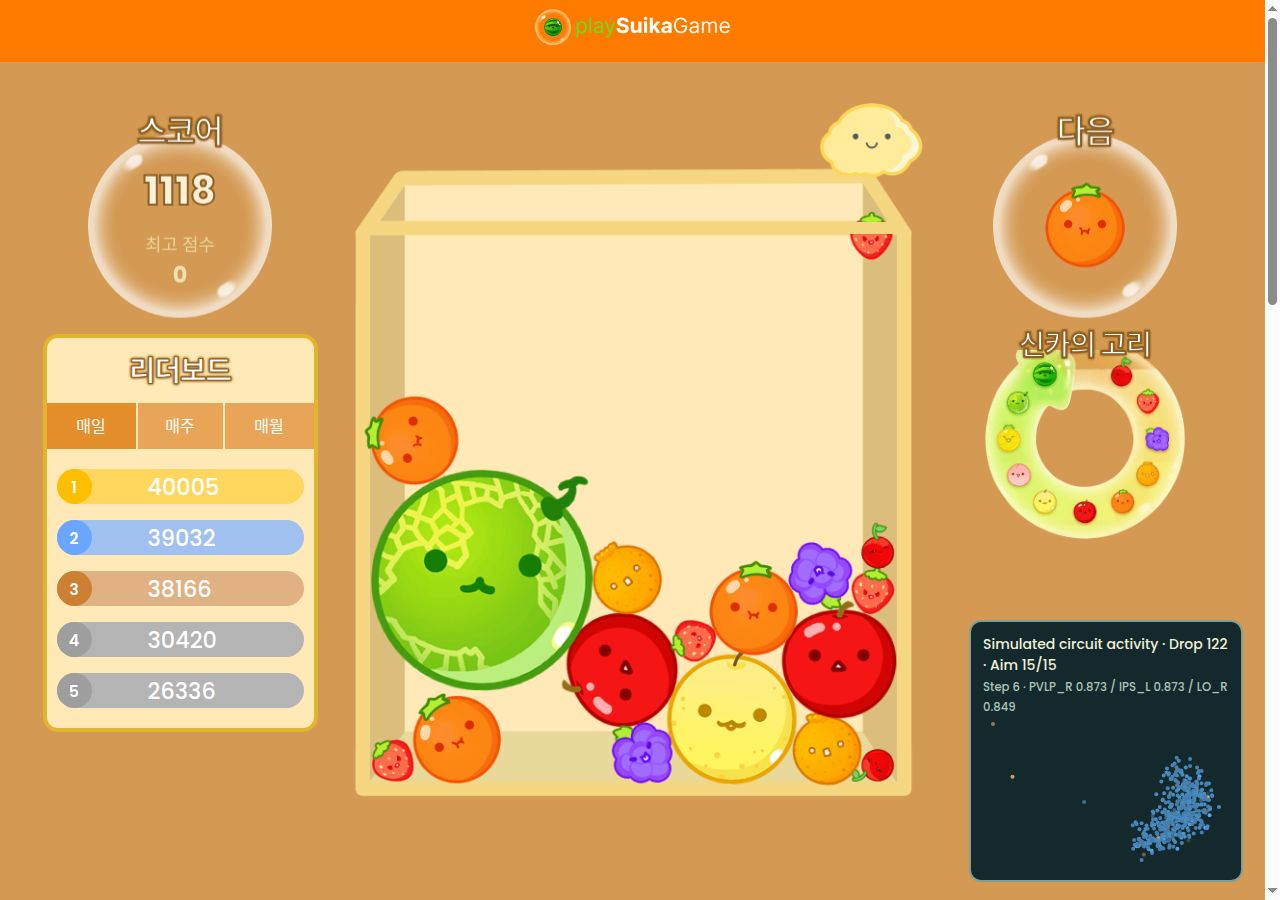 playSuikaGame
스코어
1118
최고 점수
0
리더보드
매일 매주 매월
1 40005
2 39032
3 38166
4 30420
5 26336
다음
신카의 고리
Simulated circuit activity · Drop 122
· Aim 15/15
Step 6 · PVLP_R 0.873 / IPS_L 0.873 / LO_R
0.849